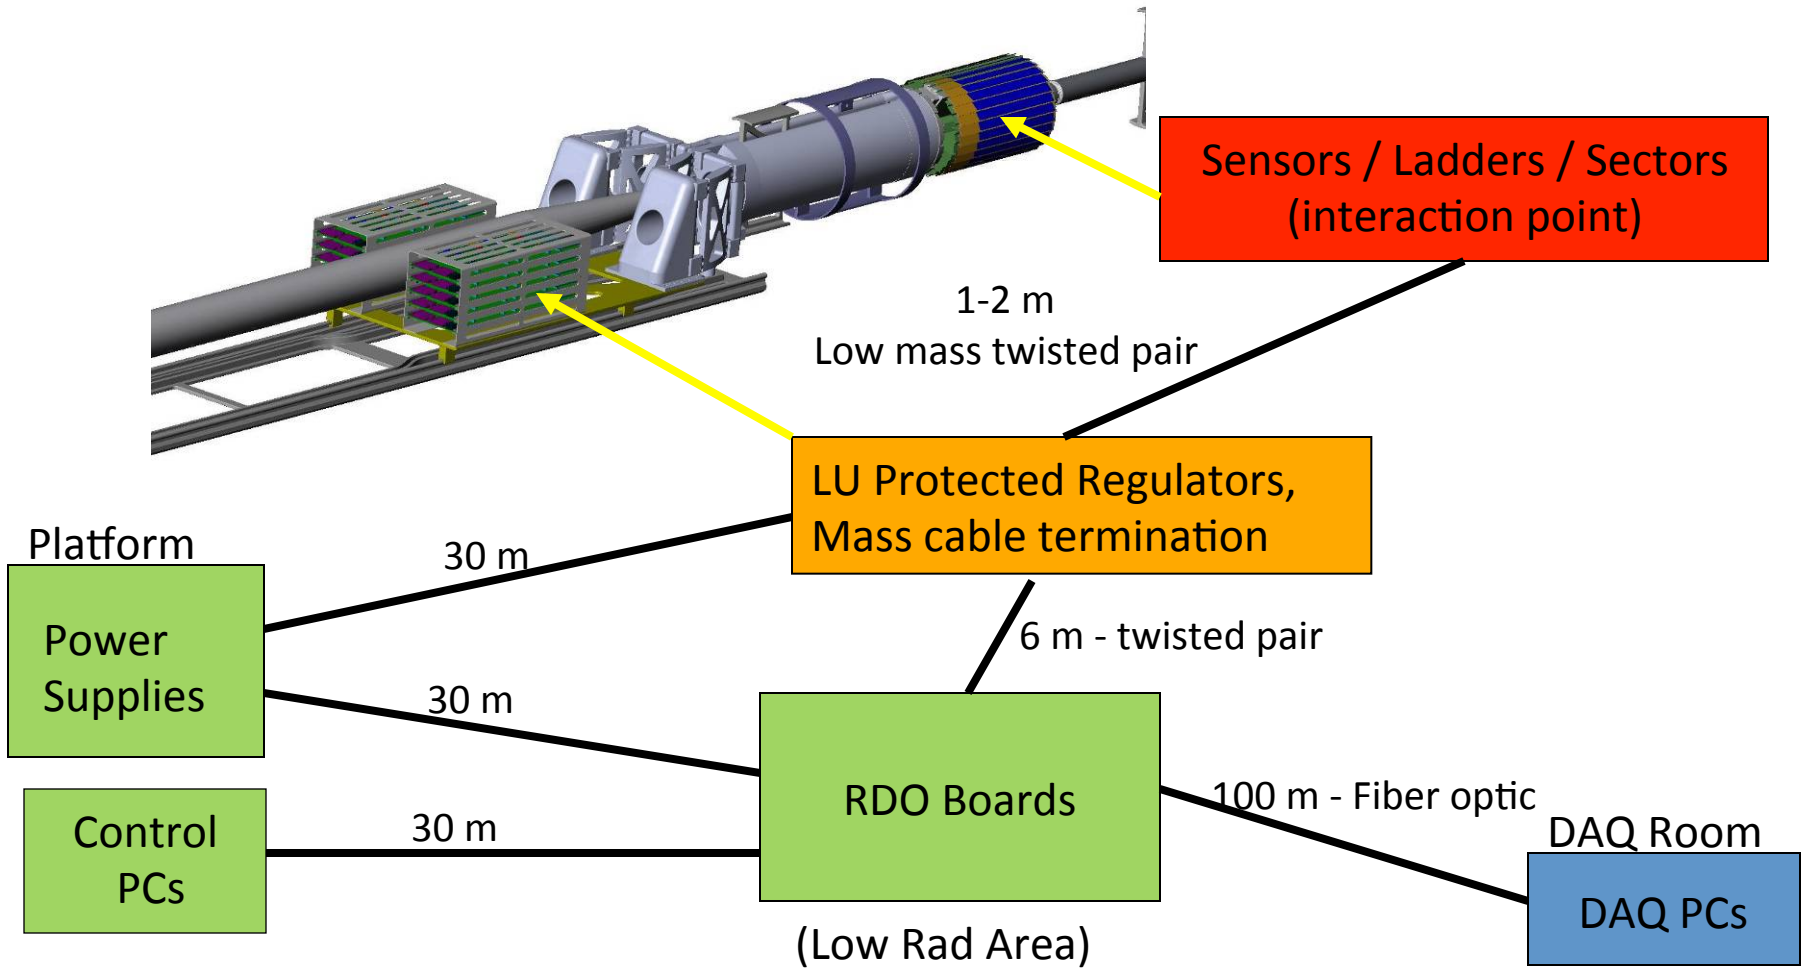 Sensors / Ladders / Sectors
(interaction point)
1-2 m
Low mass twisted pair
LU Protected Regulators,
Mass cable termination
Platform
30 m
Power
Supplies
6 m - twisted pair
30 m
RDO Boards
100 m - Fiber optic
Control
PCs
30 m
DAQ Room
DAQ PCs
(Low Rad Area)